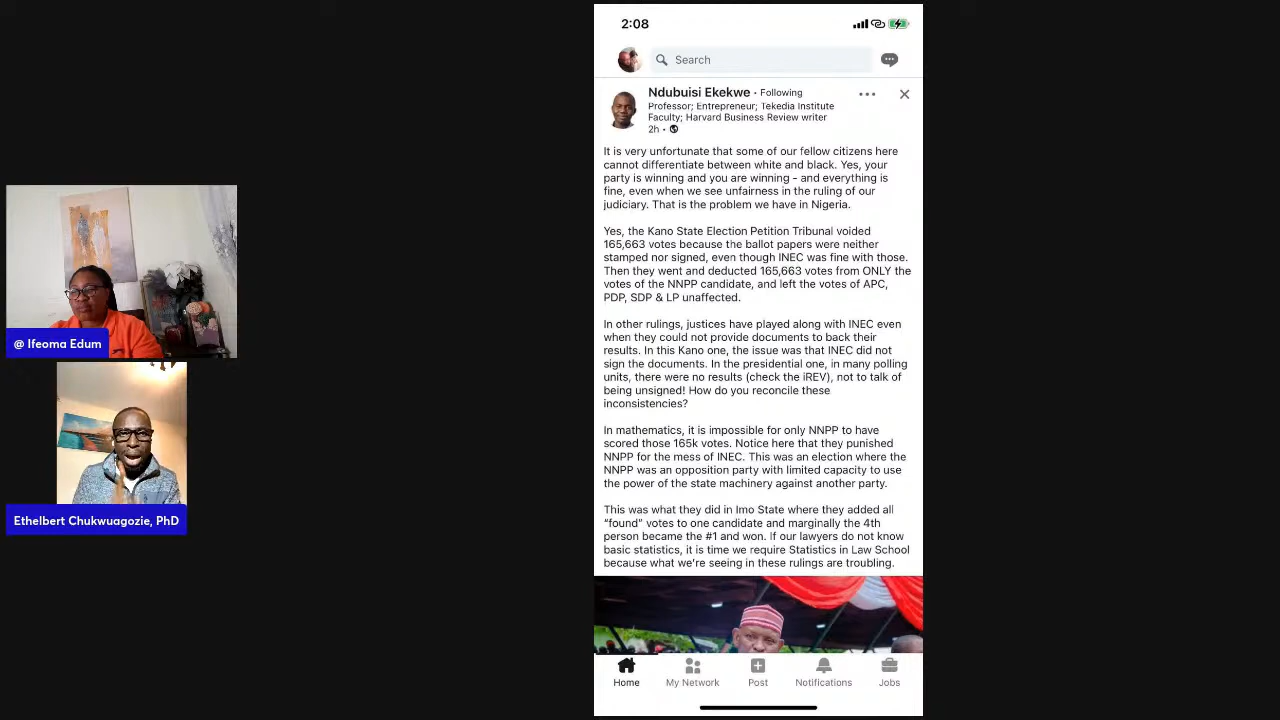 2:08
Search
Ndubuisi Ekekwe • Following
Professor; Entrepreneur; Tekedia Institute
Faculty; Harvard Business Review writer
2h •
It is very unfortunate that some of our fellow citizens here
cannot differentiate between white and black. Yes, your
party is winning and you are winning - and everything is
fine, even when we see unfairness in the ruling of our
judiciary. That is the problem we have in Nigeria.
Yes, the Kano State Election Petition Tribunal voided
165,663 votes because the ballot papers were neither
stamped nor signed, even though INEC was fine with those.
Then they went and deducted 165,663 votes from ONLY the
votes of the NNPP candidate, and left the votes of APC,
PDP, SDP & LP unaffected.
In other rulings, justices have played along with INEC even
when they could not provide documents to back their
results. In this Kano one, the issue was that INEC did not
sign the documents. In the presidential one, in many polling
units, there were no results (check the iREV), not to talk of
being unsigned! How do you reconcile these
inconsistencies?
In mathematics, it is impossible for only NNPP to have
scored those 165k votes. Notice here that they punished
NNPP for the mess of INEC. This was an election where the
NNPP was an opposition party with limited capacity to use
the power of the state machinery against another party.
This was what they did in Imo State where they added all
“found” votes to one candidate and marginally the 4th
person became the #1 and won. If our lawyers do not know
basic statistics, it is time we require Statistics in Law School
because what we’re seeing in these rulings are troubling.
Home
My Network
Post
Notifications
Jobs
@ Ifeoma Edum
Ethelbert Chukwuagozie, PhD